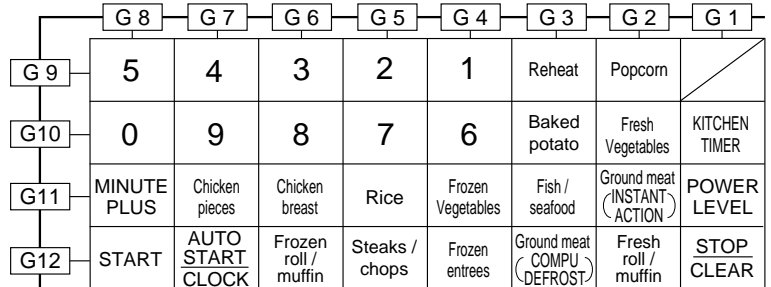 G 8 G 7 G 6 G 5 G 4 G 3 G 2 G 1
G 9 5 4 3 2 1 Reheat Popcorn
G10 0 9 8 7 6 Baked potato Fresh Vegetables KITCHEN TIMER
G11 MINUTE PLUS Chicken pieces Chicken breast Rice Frozen Vegetables Fish / seafood Ground meat (INSTANT ACTION) POWER LEVEL
G12 START AUTO START / CLOCK Frozen roll / muffin Steaks / chops Frozen entrees Ground meat (COMPU DEFROST) Fresh roll / muffin STOP CLEAR